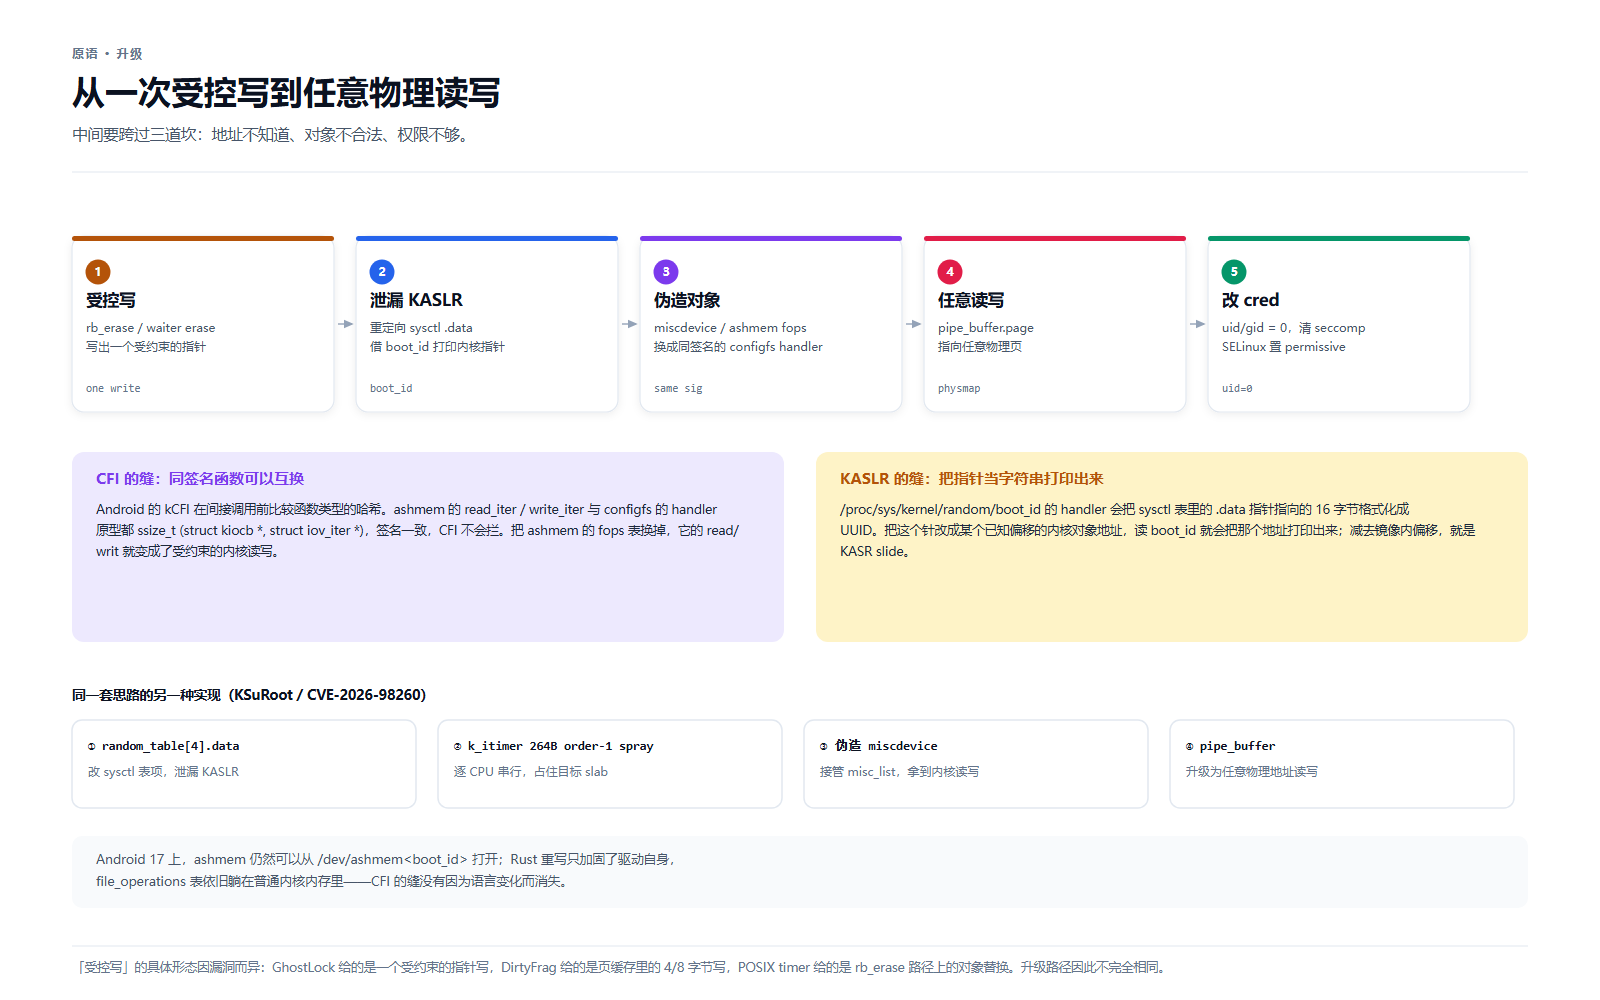 原语 • 升级
从一次受控写到任意物理读写
中间要跨过三道坎：地址不知道、对象不合法、权限不够。
1
受控写
rb_erase / waiter erase
写出一个受约束的指针
one write
2
泄漏 KASLR
重定向 sysctl .data
借 boot_id 打印内核指针
boot_id
3
伪造对象
miscdevice / ashmem fops
换成同签名的 configfs handler
same sig
4
任意读写
pipe_buffer.page
指向任意物理页
physmap
5
改 cred
uid/gid = 0，清 seccomp
SELinux 置 permissive
uid=0
CFI 的缝：同签名函数可以互换
Android 的 kCFI 在间接调用前比较函数类型的哈希。ashmem 的 read_iter / write_iter 与 configfs 的 handler
原型都 ssize_t (struct kiocb *, struct iov_iter *)，签名一致，CFI 不会拦。把 ashmem 的 fops 表换掉，它的 read/
writ 就变成了受约束的内核读写。
KASLR 的缝：把指针当字符串打印出来
/proc/sys/kernel/random/boot_id 的 handler 会把 sysctl 表里的 .data 指针指向的 16 字节格式化成
UUID。把这个针改成某个已知偏移的内核对象地址，读 boot_id 就会把那个地址打印出来；减去镜像内偏移，就是
KASR slide。
同一套思路的另一种实现（KSuRoot / CVE-2026-98260）
① random_table[4].data
改 sysctl 表项，泄漏 KASLR
② k_itimer 264B order-1 spray
逐 CPU 串行，占住目标 slab
③ 伪造 miscdevice
接管 misc_list，拿到内核读写
④ pipe_buffer
升级为任意物理地址读写
Android 17 上，ashmem 仍然可以从 /dev/ashmem<boot_id> 打开；Rust 重写只加固了驱动自身，
file_operations 表依旧躺在普通内核内存里——CFI 的缝没有因为语言变化而消失。
「受控写」的具体形态因漏洞而异：GhostLock 给的是一个受约束的指针写，DirtyFrag 给的是页缓存里的 4/8 字节写，POSIX timer 给的是 rb_erase 路径上的对象替换。升级路径因此不完全相同。